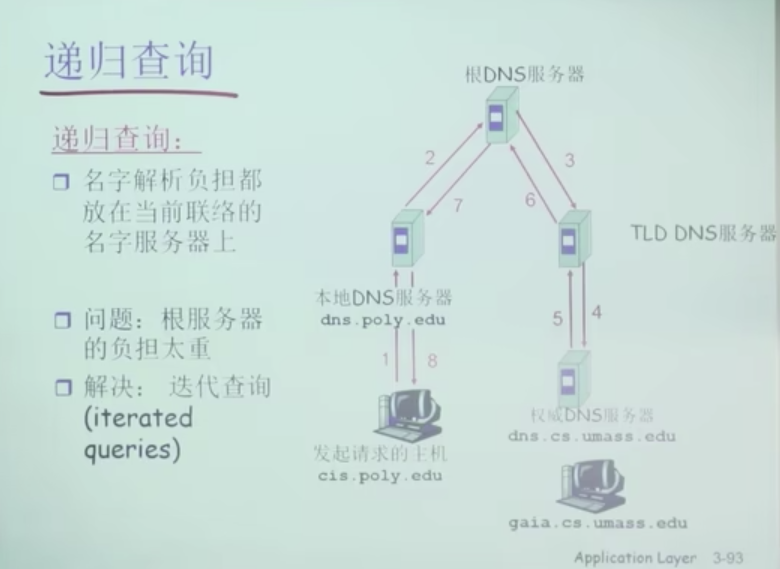 递归查询
递归查询：
❒ 名字解析负担都
放在当前联络的
名字服务器上
❒ 问题：根服务器
的负担太重
❒ 解决： 迭代查询
(iterated
queries)
根DNS服务器
2
3
7
6
TLD DNS服务器
本地DNS服务器
dns.poly.edu
5
4
1
8
权威DNS服务器
dns.cs.umass.edu
发起请求的主机
cis.poly.edu
gaia.cs.umass.edu
Application Layer 3-93